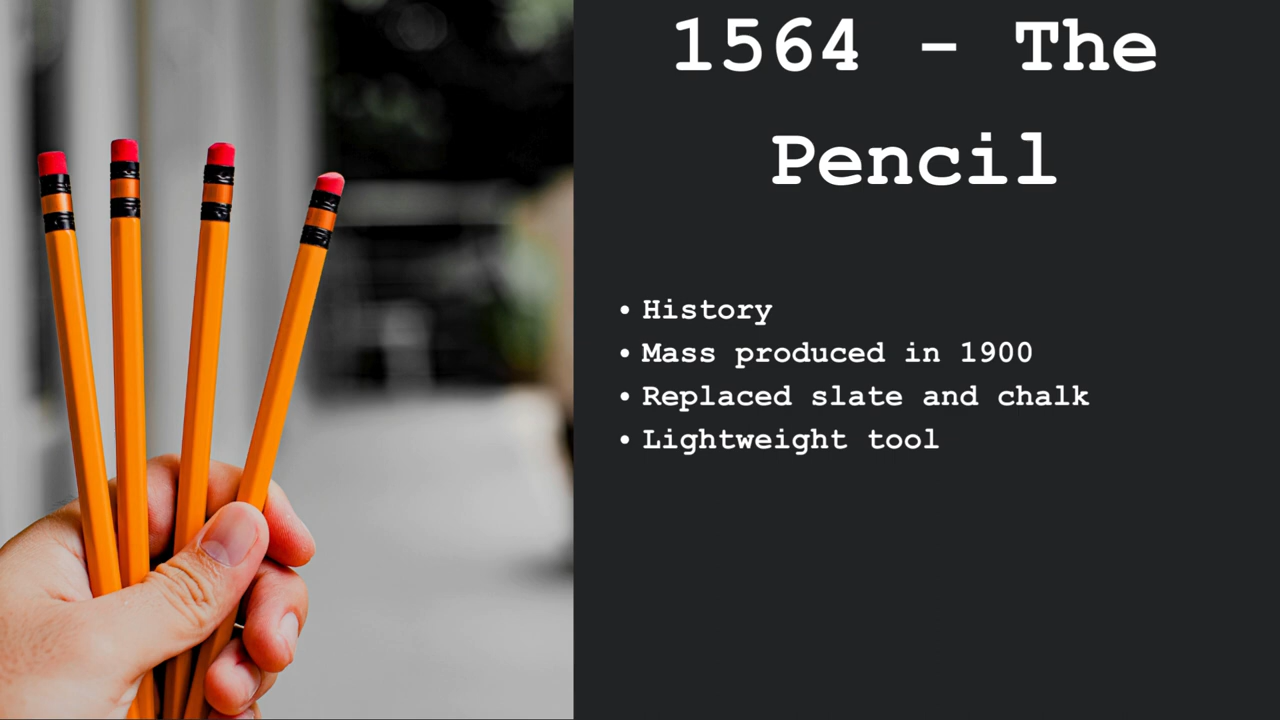 1564 - The
Pencil
• History
• Mass produced in 1900
• Replaced slate and chalk
• Lightweight tool